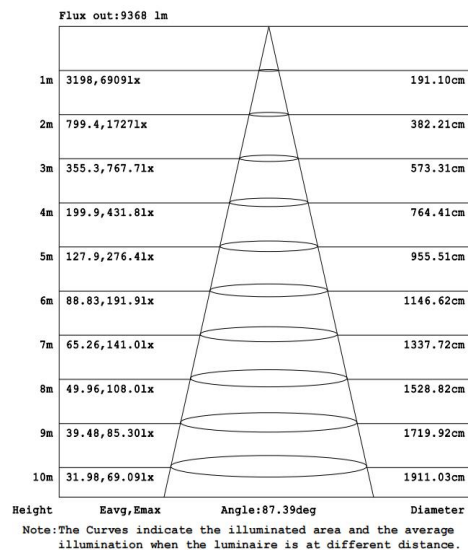 Flux out:9368 lm
1m 3198,6909lx 191.10cm
2m 799.4,1727lx 382.21cm
3m 355.3,767.7lx 573.31cm
4m 199.9,431.8lx 764.41cm
5m 127.9,276.4lx 955.51cm
6m 88.83,191.9lx 1146.62cm
7m 65.26,141.0lx 1337.72cm
8m 49.96,108.0lx 1528.82cm
9m 39.48,85.30lx 1719.92cm
10m 31.98,69.09lx 1911.03cm
Height Eavg,Emax Angle:87.39deg Diameter
Note:The Curves indicate the illuminated area and the average
illumination when the luminaire is at different distance.